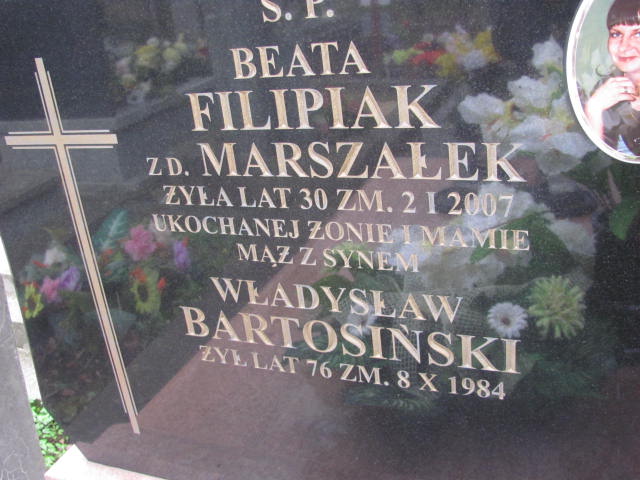 Ś. P.
BEATA
FILIPIAK
Z D. MARSZAŁEK
ŻYŁA LAT 30 ZM. 2 I 2007
UKOCHANEJ ŻONIE I MAMIE
MĄŻ Z SYNEM
WŁADYSŁAW
BARTOSIŃSKI
ŻYŁ LAT 76 ZM. 8 X 1984